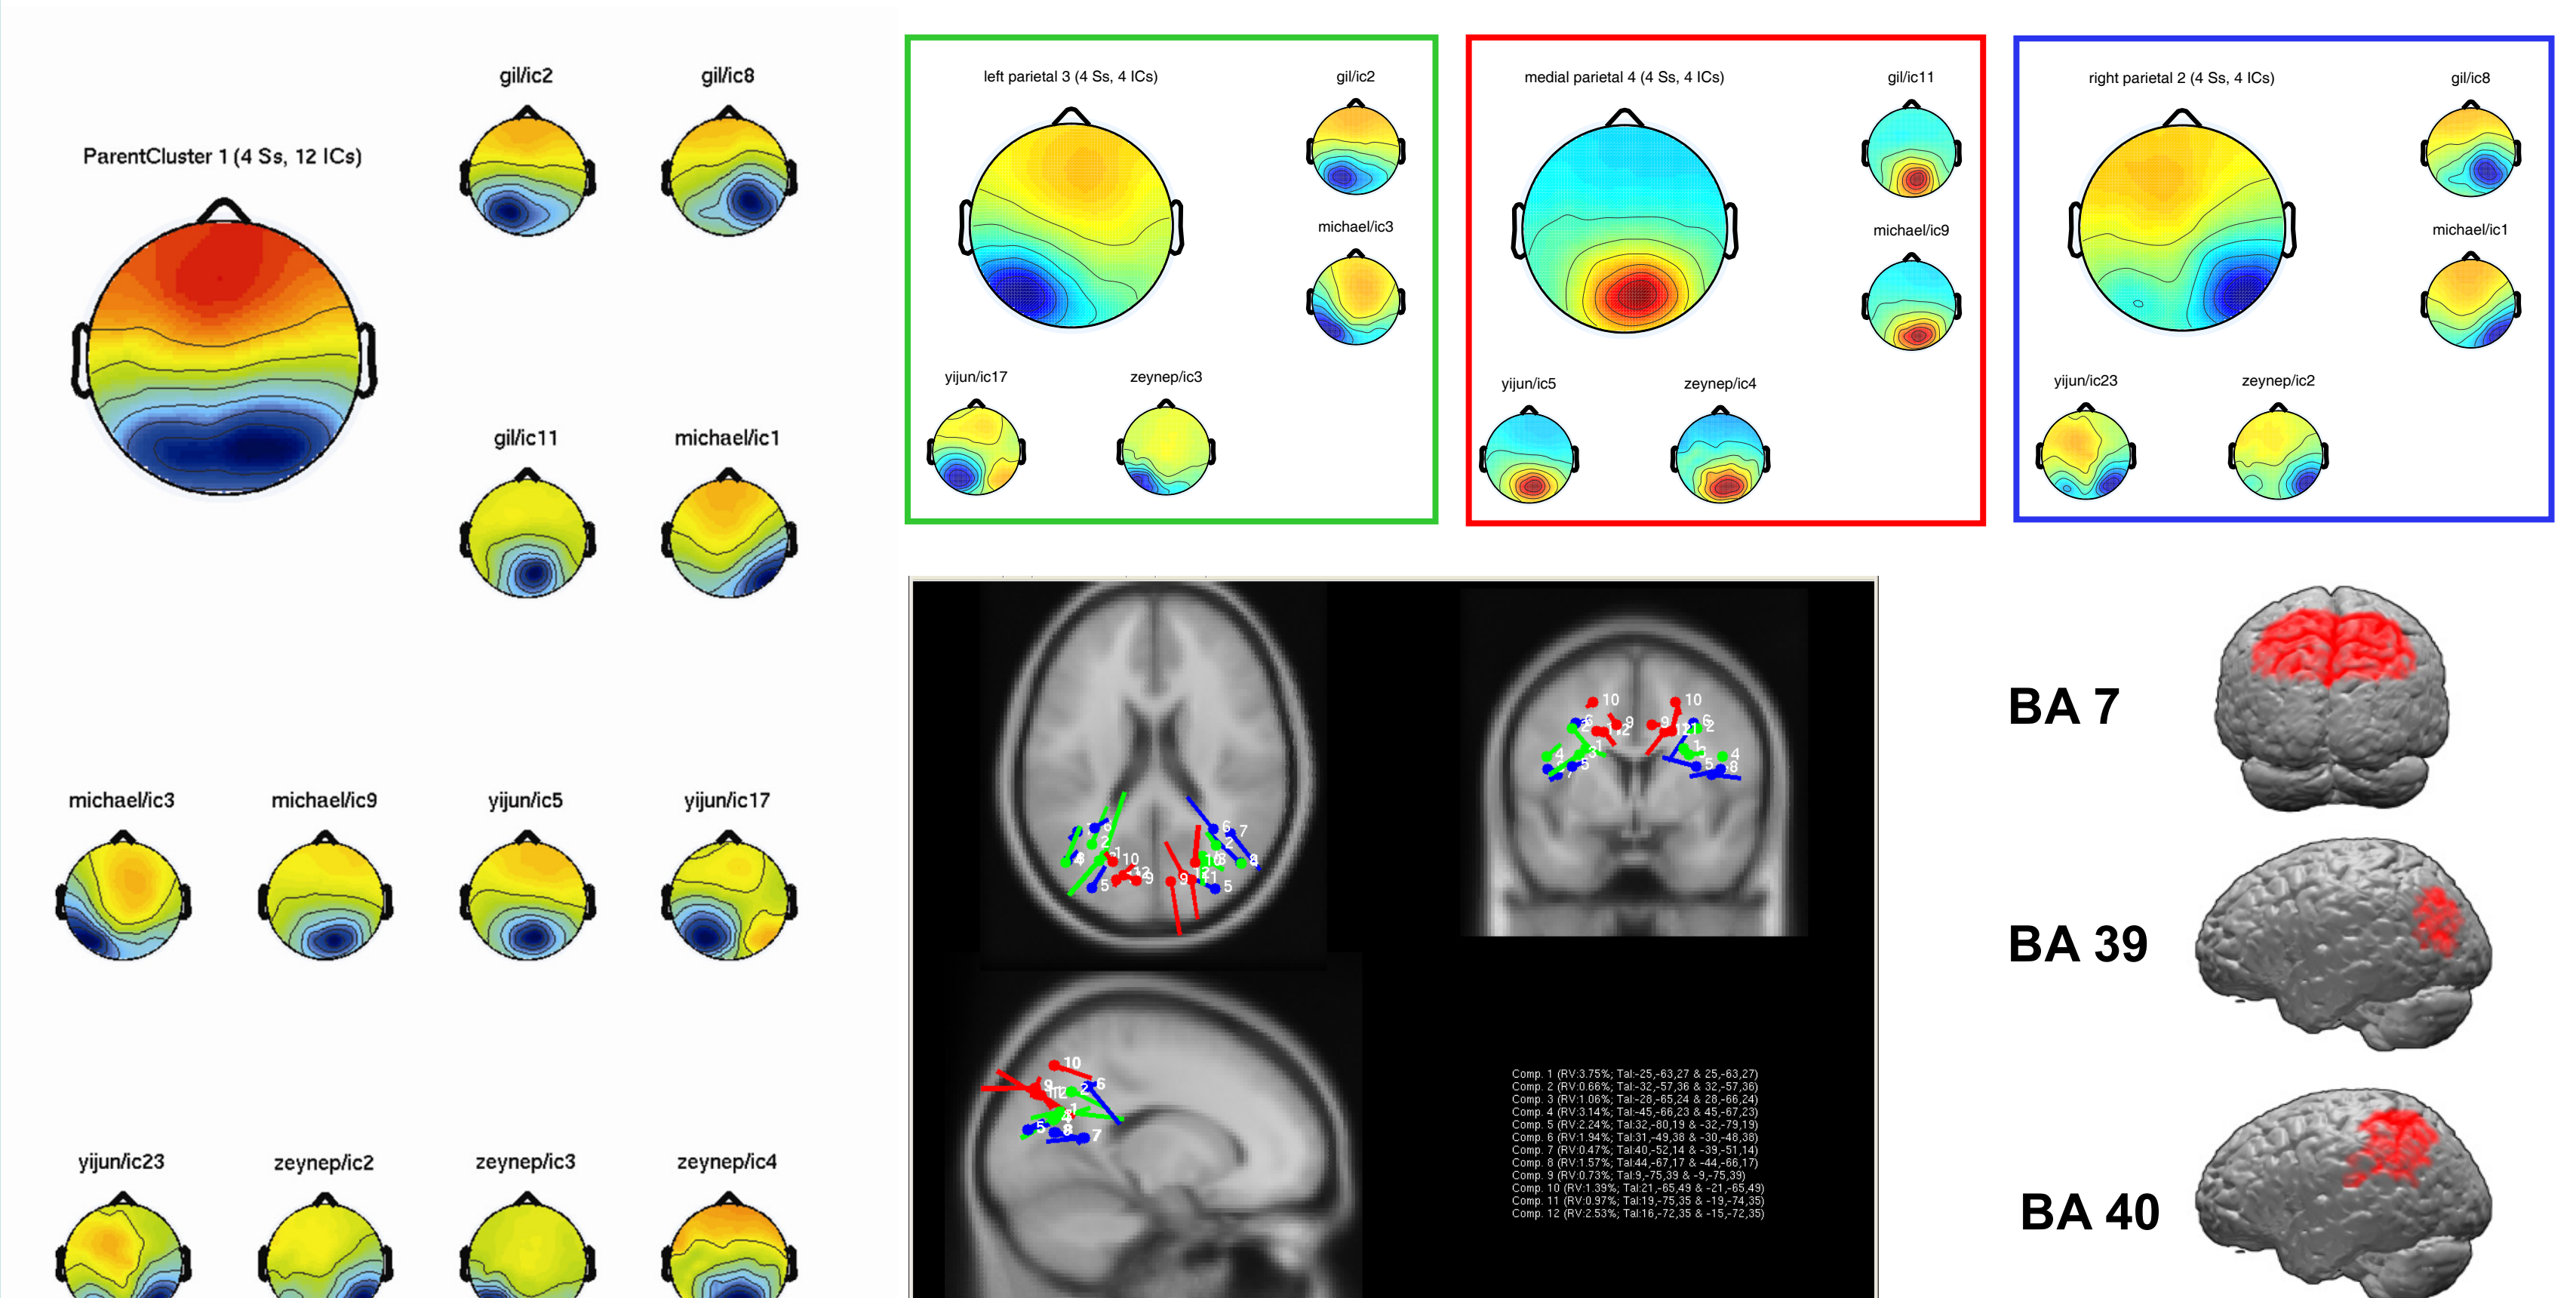 ParentCluster 1 (4 Ss, 12 ICs)
gil/ic2
gil/ic8
gil/ic11
michael/ic1
michael/ic3
michael/ic9
yijun/ic5
yijun/ic17
yijun/ic23
zeynep/ic2
zeynep/ic3
zeynep/ic4
left parietal 3 (4 Ss, 4 ICs)
gil/ic2
michael/ic3
yijun/ic17
zeynep/ic3
medial parietal 4 (4 Ss, 4 ICs)
gil/ic11
michael/ic9
yijun/ic5
zeynep/ic4
right parietal 2 (4 Ss, 4 ICs)
gil/ic8
michael/ic1
yijun/ic23
zeynep/ic2
Comp. 1 (RV:3.75%; Tal:-25,-63,27 & 25,-63,27)
Comp. 2 (RV:0.66%; Tal:-32,-57,36 & 32,-57,36)
Comp. 3 (RV:1.06%; Tal:-28,-65,24 & 28,-66,24)
Comp. 4 (RV:3.14%; Tal:-45,-66,23 & 45,-67,23)
Comp. 5 (RV:2.24%; Tal:32,-80,19 & -32,-79,19)
Comp. 6 (RV:1.94%; Tal:31,-49,38 & -30,-48,38)
Comp. 7 (RV:0.47%; Tal:40,-52,14 & -39,-51,14)
Comp. 8 (RV:1.57%; Tal:44,-67,17 & -44,-66,17)
Comp. 9 (RV:0.73%; Tal:9,-75,39 & -9,-75,39)
Comp. 10 (RV:1.39%; Tal:21,-65,49 & -21,-65,49)
Comp. 11 (RV:0.97%; Tal:19,-75,35 & -19,-74,35)
Comp. 12 (RV:2.53%; Tal:16,-72,35 & -15,-72,35)
BA 7
BA 39
BA 40